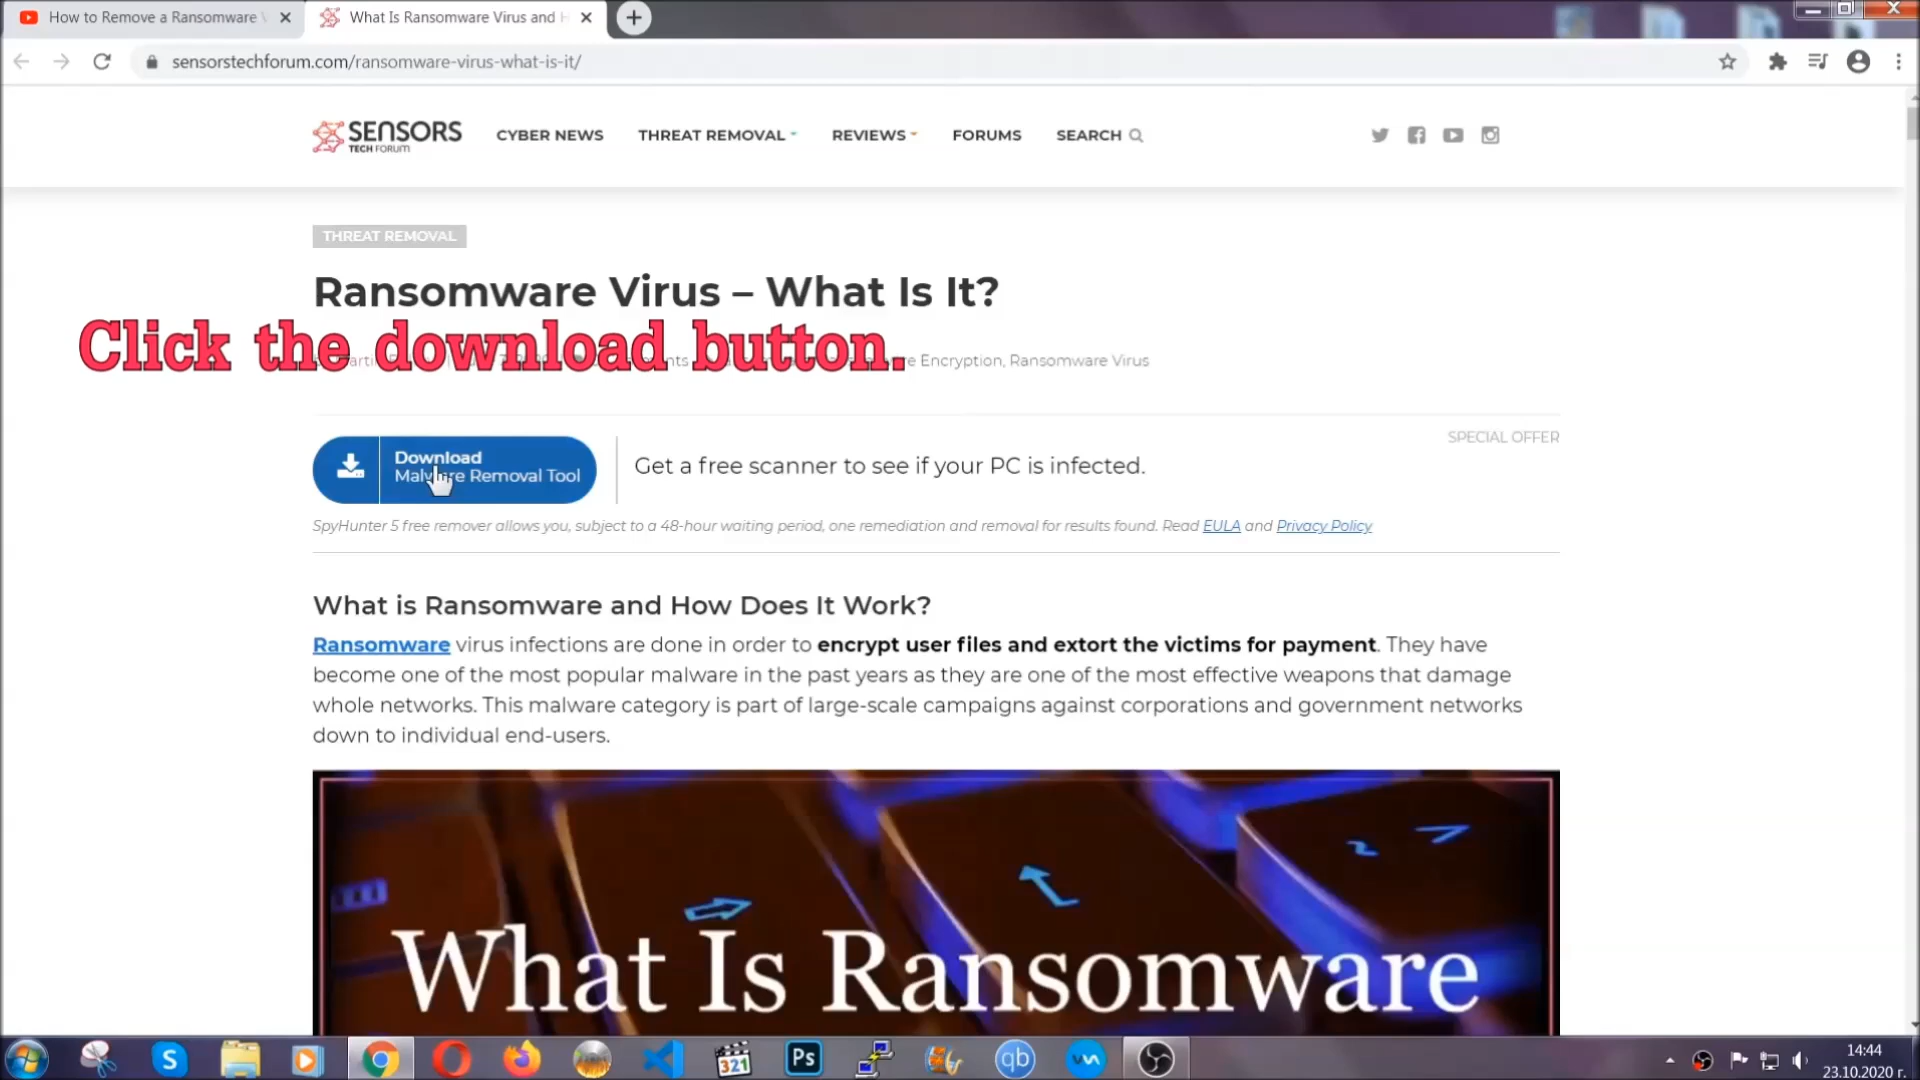 How to Remove a Ransomware
What Is Ransomware Virus and
sensorstechforum.com/ransomware-virus-what-is-it/
SENSORS
TECH FORUM
CYBER NEWS
THREAT REMOVAL
REVIEWS
FORUMS
SEARCH
THREAT REMOVAL
Ransomware Virus – What Is It?
Click the download button.
Encryption, Ransomware Virus
SPECIAL OFFER
Download
Malware Removal Tool
Get a free scanner to see if your PC is infected.
SpyHunter 5 free remover allows you, subject to a 48-hour waiting period, one remediation and removal for results found. Read EULA and Privacy Policy
What is Ransomware and How Does It Work?
Ransomware virus infections are done in order to encrypt user files and extort the victims for payment. They have
become one of the most popular malware in the past years as they are one of the most effective weapons that damage
whole networks. This malware category is part of large-scale campaigns against corporations and government networks
down to individual end-users.
What Is Ransomware
S
321
Ps
qb
14:44
23.10.2020 г.